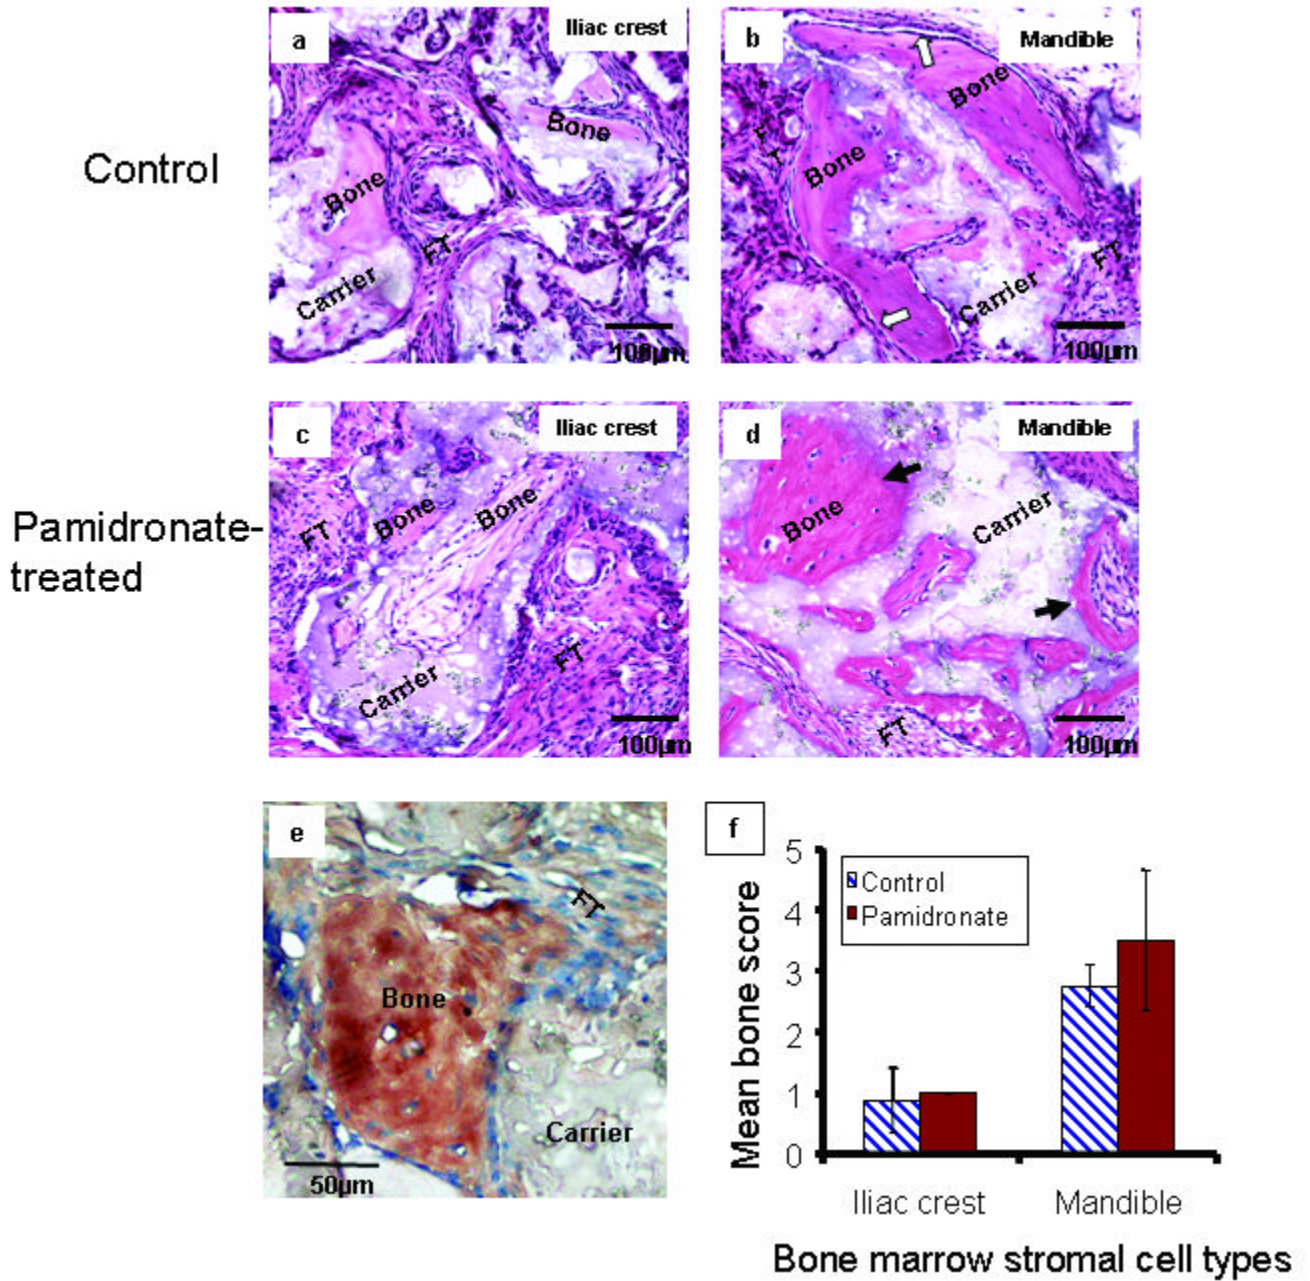 a
Iliac crest
Bone
Bone
FT
Carrier
100µm
b
Mandible
Bone
FT
Bone
FT
Carrier
100µm
Control
c
Iliac crest
Bone
Bone
FT
FT
Carrier
100µm
d
Mandible
Bone
Carrier
FT
100µm
Pamidronate-
treated
e
FT
Bone
Carrier
50µm
f
5
4
3
2
1
0
Mean bone score
Control
Pamidronate
Iliac crest
Mandible
Bone marrow stromal cell types